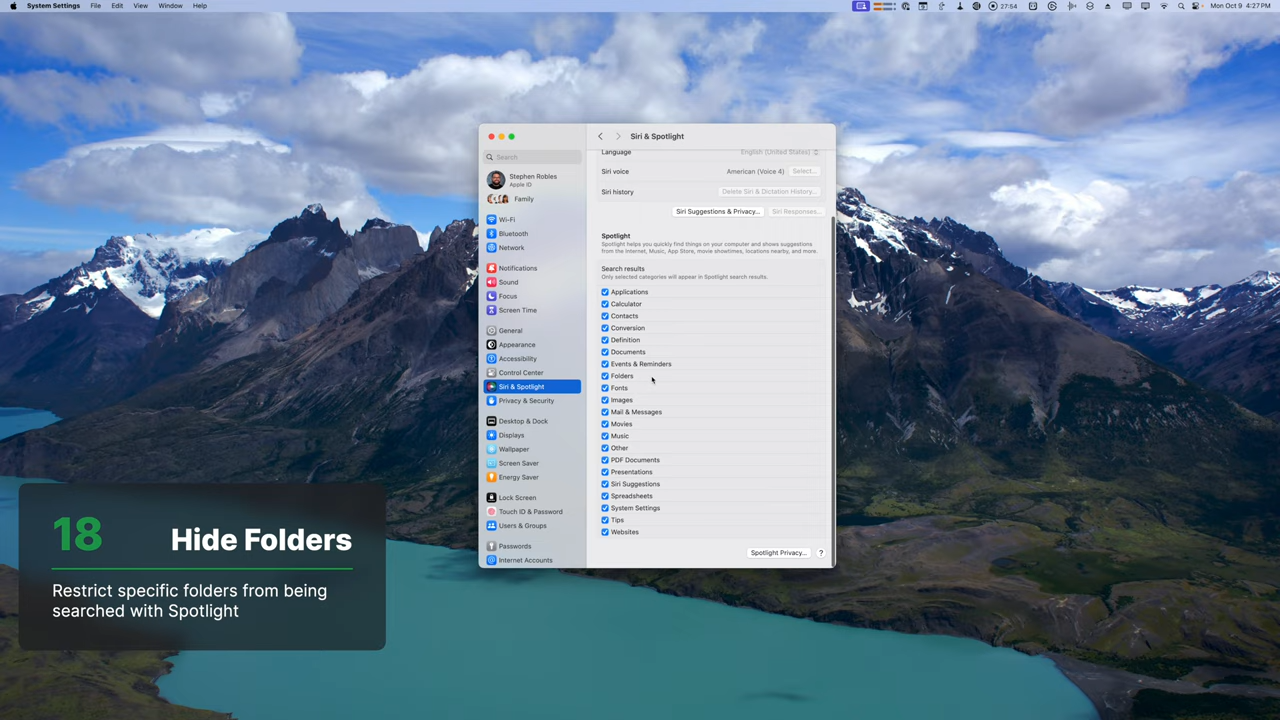 System Settings File Edit View Window Help
27:54
Mon Oct 9 4:27 PM
Search
Stephen Robles
Apple ID
Family
Wi-Fi
Bluetooth
Network
Notifications
Sound
Focus
Screen Time
General
Appearance
Accessibility
Control Center
Siri & Spotlight
Privacy & Security
Desktop & Dock
Displays
Wallpaper
Screen Saver
Energy Saver
Lock Screen
Touch ID & Password
Users & Groups
Passwords
Internet Accounts
Siri & Spotlight
Language English (United States)
Siri voice American (Voice 4) Select...
Siri history Delete Siri & Dictation History...
Siri Suggestions & Privacy... Siri Responses...
Spotlight
Spotlight helps you quickly find things on your computer and shows suggestions
from the Internet, Music, App Store, movie showtimes, locations nearby, and more.
Search results
Only selected categories will appear in Spotlight search results.
Applications
Calculator
Contacts
Conversion
Definition
Documents
Events & Reminders
Folders
Fonts
Images
Mail & Messages
Movies
Music
Other
PDF Documents
Presentations
Siri Suggestions
Spreadsheets
System Settings
Tips
Websites
Spotlight Privacy... ?
18 Hide Folders
Restrict specific folders from being
searched with Spotlight